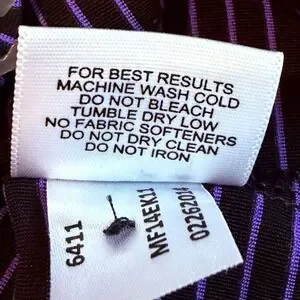 FOR BEST RESULTS
MACHINE WASH COLD
DO NOT BLEACH
TUMBLE DRY LOW
NO FABRIC SOFTENERS
DO NOT DRY CLEAN
DO NOT IRON
6411
02262014